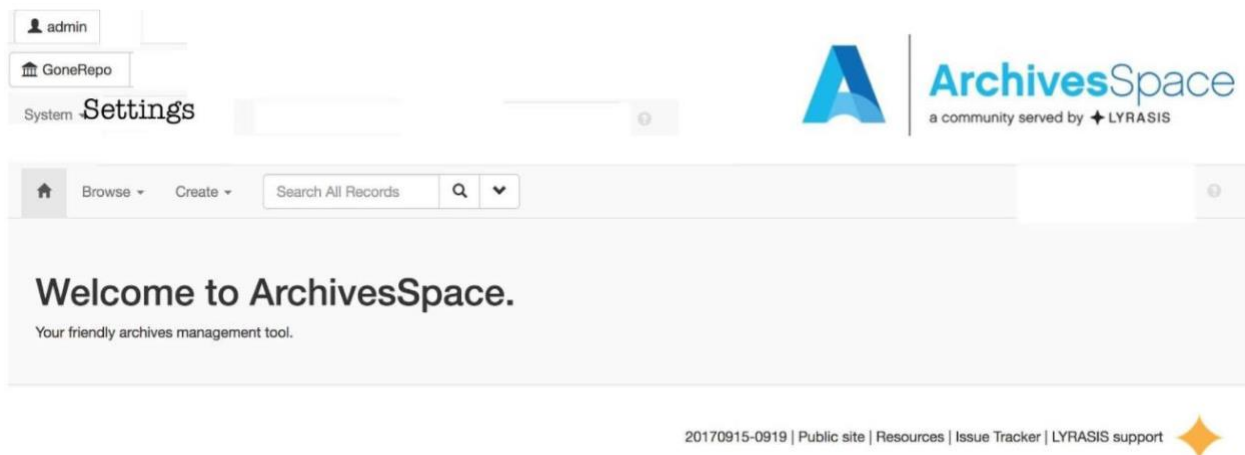 admin
GoneRepo
System Settings
ArchivesSpace
a community served by LYRASIS
Browse Create Search All Records
Welcome to ArchivesSpace.
Your friendly archives management tool.
20170915-0919 | Public site | Resources | Issue Tracker | LYRASIS support